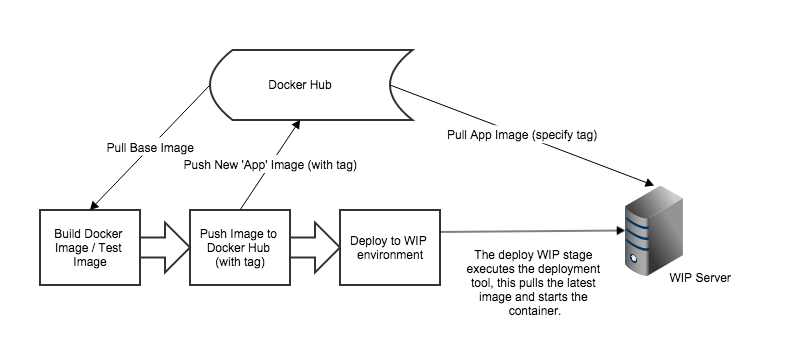 Docker Hub
Pull Base Image
Push New 'App' Image (with tag)
Pull App Image (specify tag)
Build Docker
Image / Test
Image
Push Image to
Docker Hub
(with tag)
Deploy to WIP
environment
The deploy WIP stage
executes the deployment
tool, this pulls the latest
image and starts the
container.
WIP Server